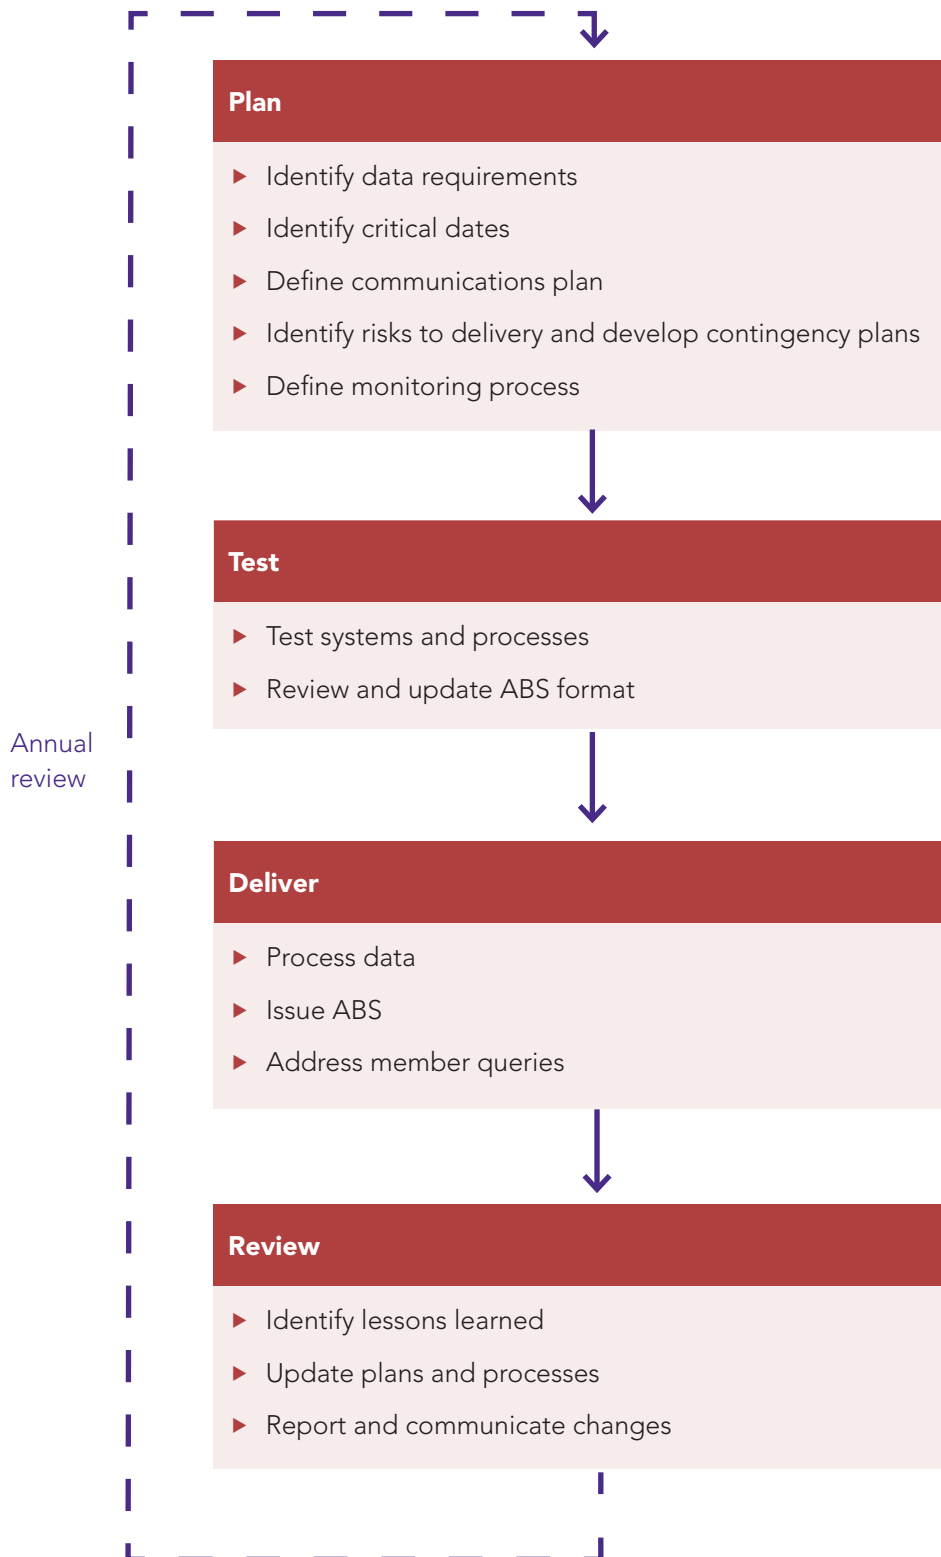 Plan
Identify data requirements
Identify critical dates
Define communications plan
Identify risks to delivery and develop contingency plans
Define monitoring process
Test
Test systems and processes
Review and update ABS format
Annual
review
Deliver
Process data
Issue ABS
Address member queries
Review
Identify lessons learned
Update plans and processes
Report and communicate changes